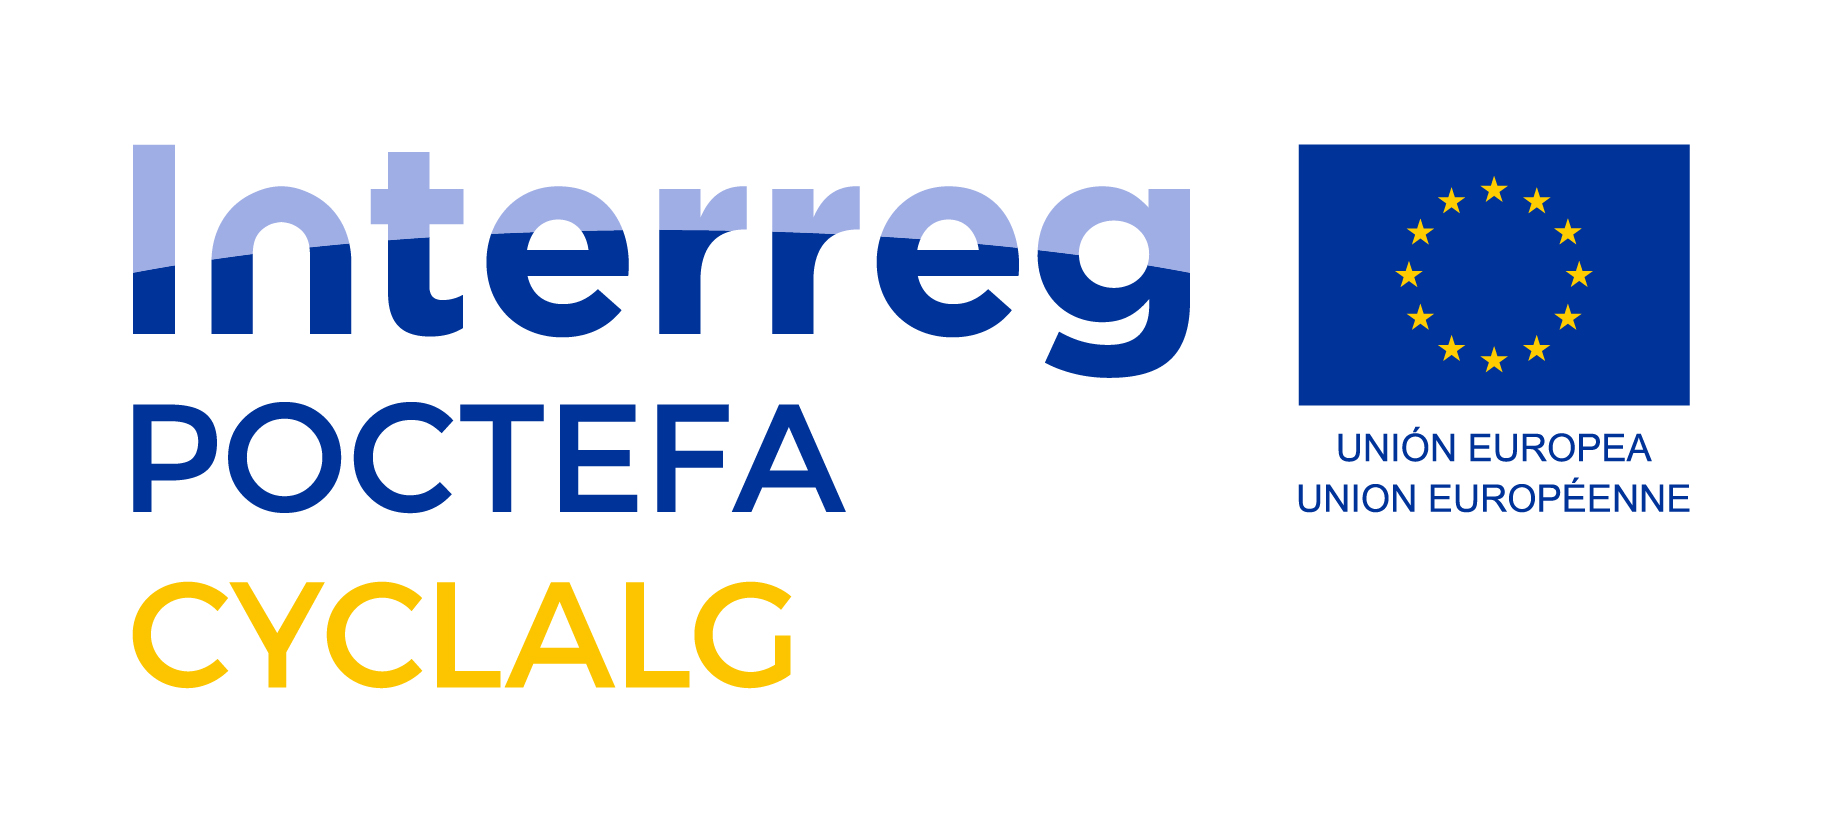 Interreg
POCTEFA
CYCLALG
UNIÓN EUROPEA
UNION EUROPÉENNE